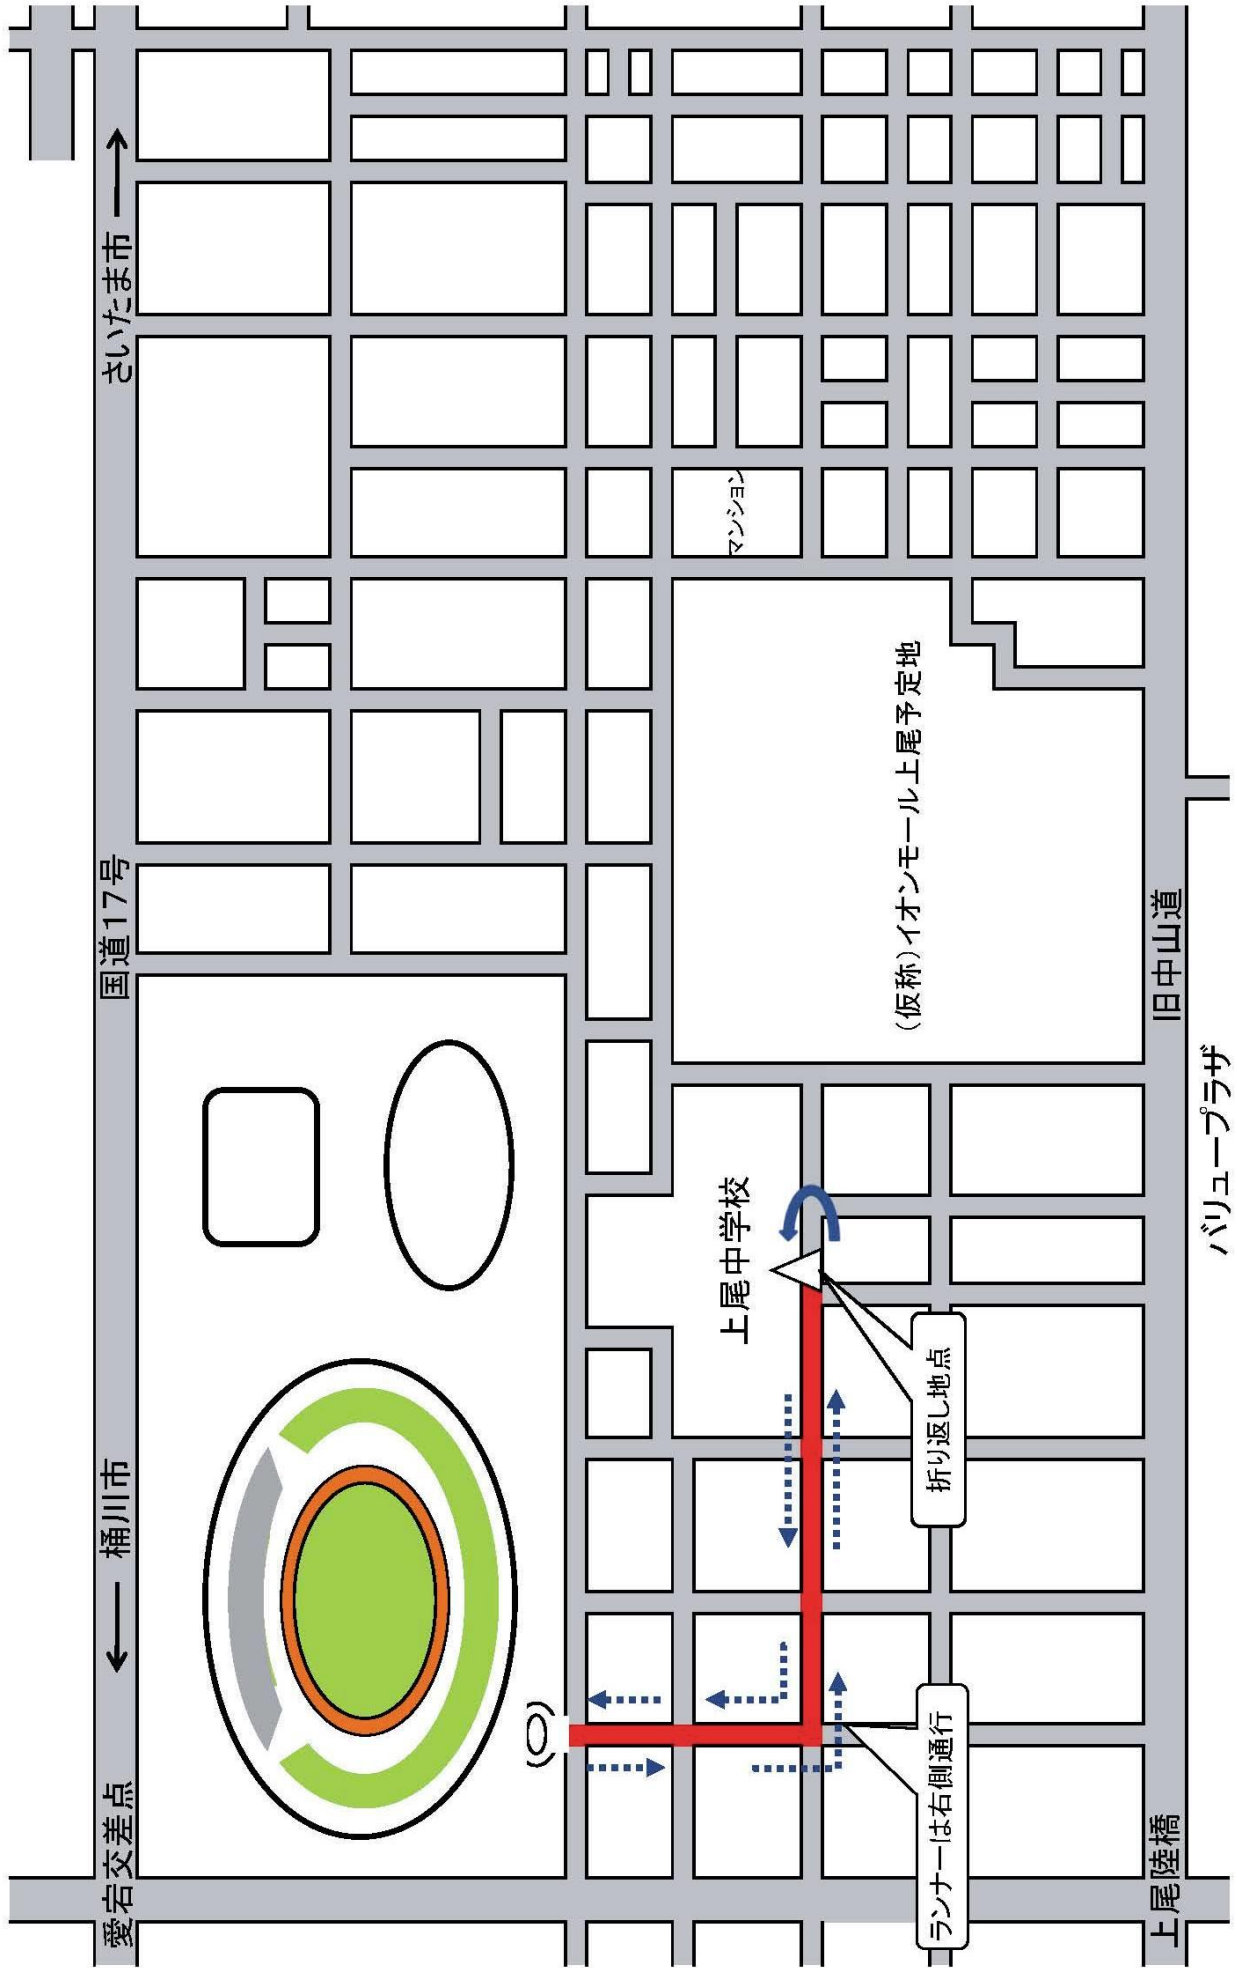 愛宕交差点
← 桶川市
国道17号
さいたま市 →
上尾中学校
マンション
(仮称)イオンモール上尾予定地
ランナーは右側通行
折り返し地点
上尾陸橋
旧中山道
バリュープラザ